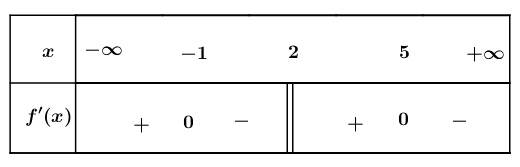 x −∞ −1 2 5 +∞
f′(x) + 0 − + 0 −